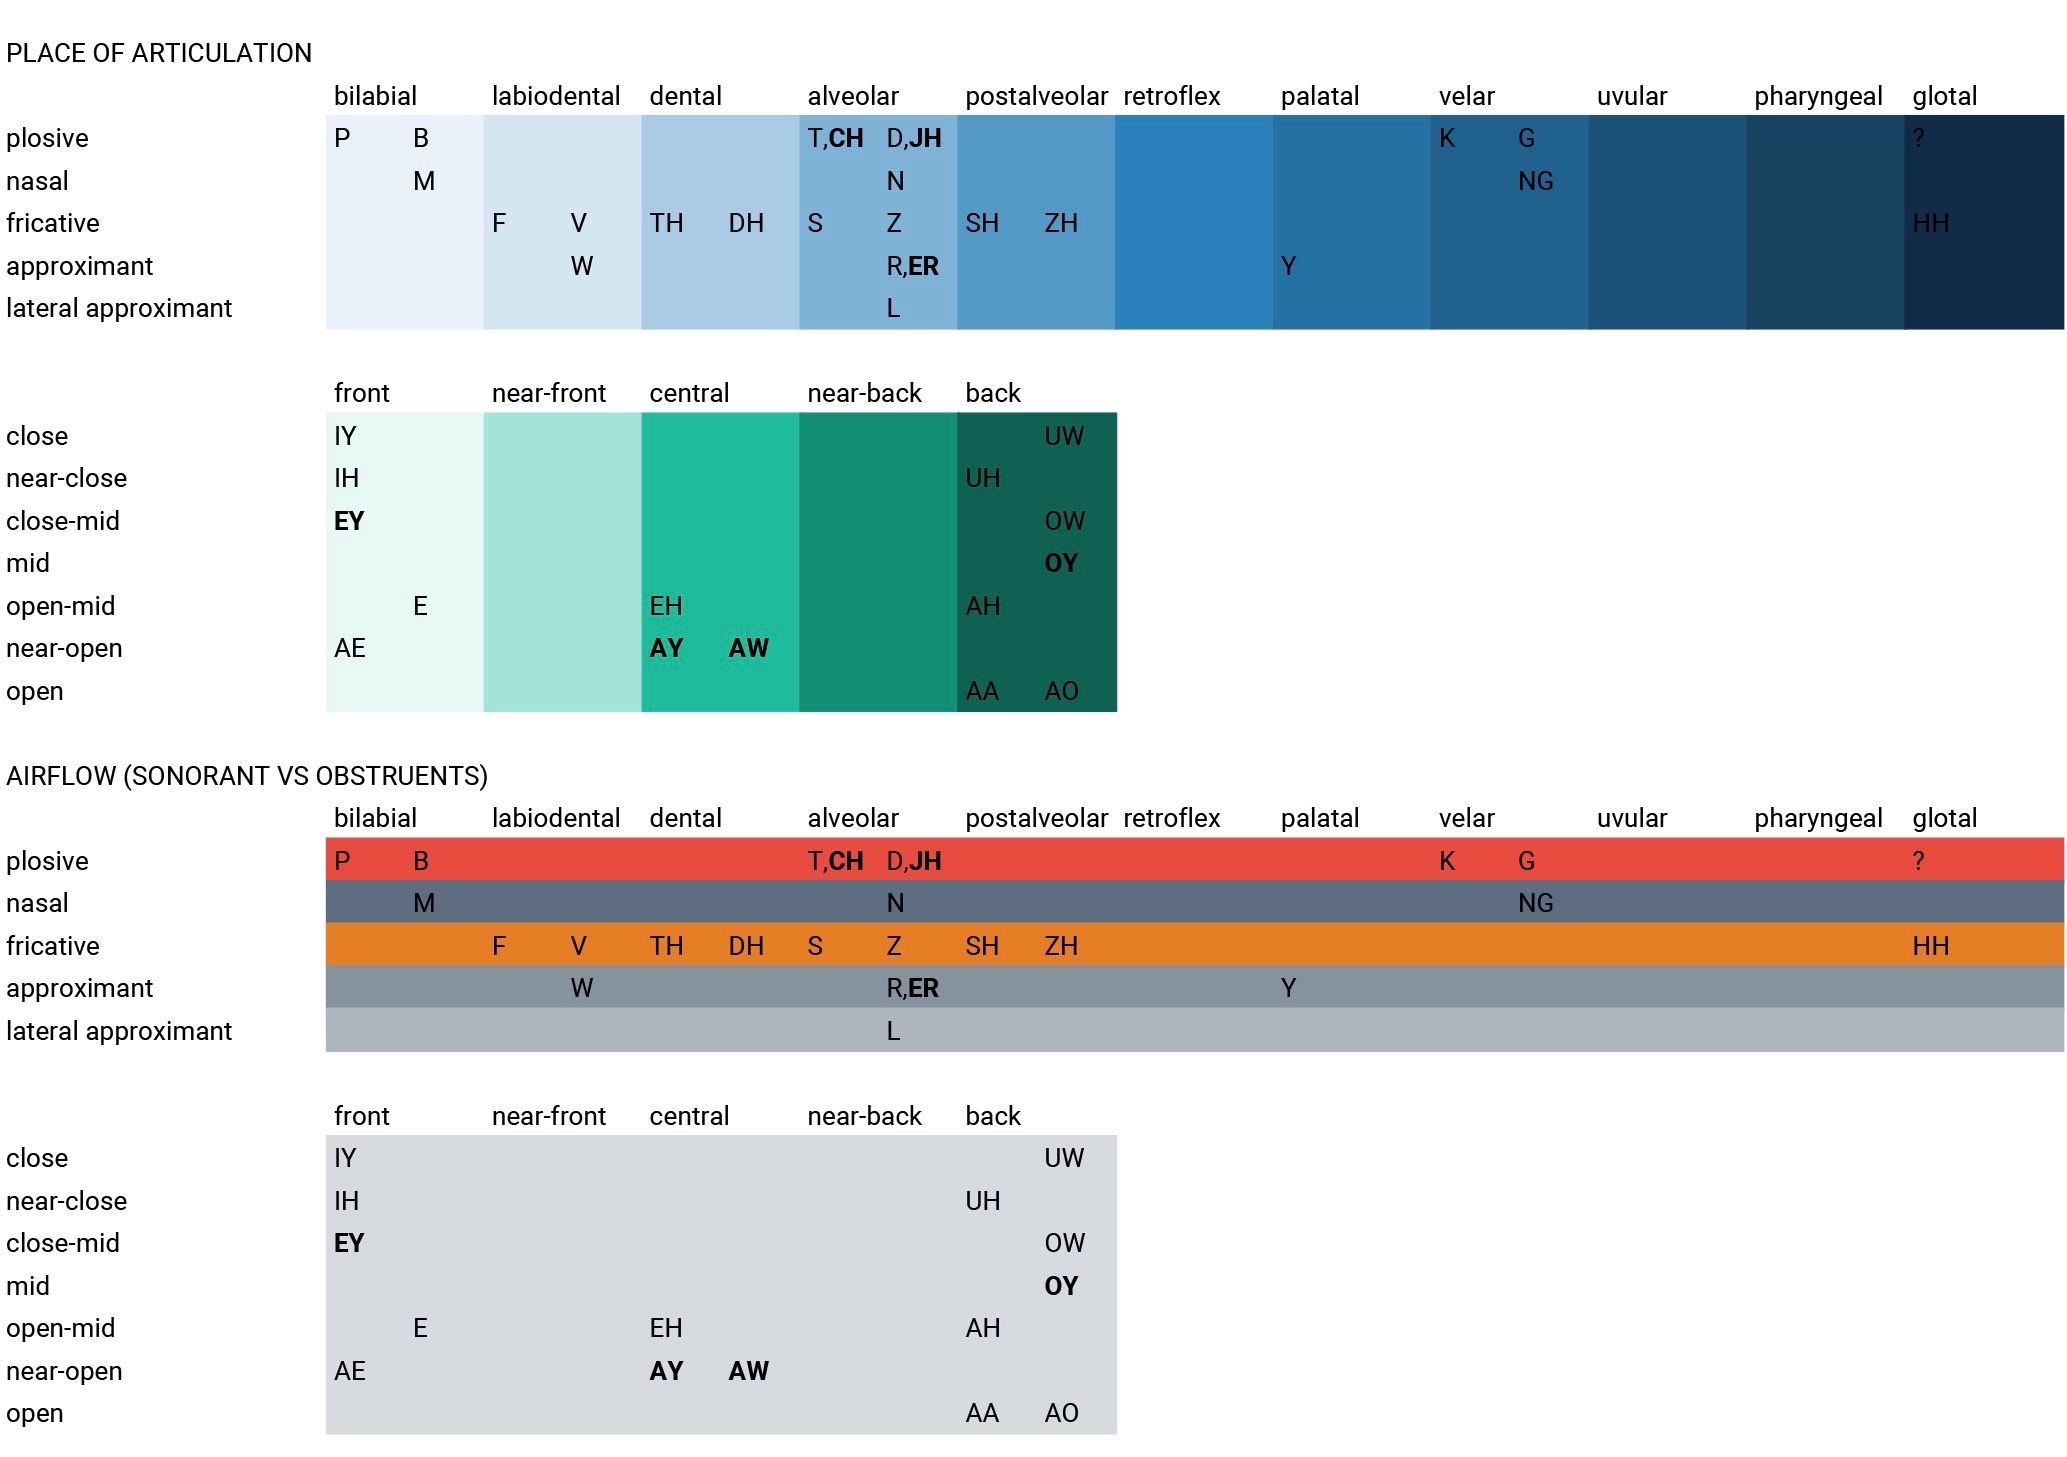 PLACE OF ARTICULATION
bilabial labiodental dental alveolar postalveolar retroflex palatal velar uvular pharyngeal glotal
plosive P B T,CH D,JH K G ?
nasal M N NG
fricative F V TH DH S Z SH ZH HH
approximant W R,ER Y
lateral approximant L
front near-front central near-back back
close IY UW
near-close IH UH
close-mid EY OW
mid OY
open-mid E EH AH
near-open AE AY AW
open AA AO
AIRFLOW (SONORANT VS OBSTRUENTS)
bilabial labiodental dental alveolar postalveolar retroflex palatal velar uvular pharyngeal glotal
plosive P B T,CH D,JH K G ?
nasal M N NG
fricative F V TH DH S Z SH ZH HH
approximant W R,ER Y
lateral approximant L
front near-front central near-back back
close IY UW
near-close IH UH
close-mid EY OW
mid OY
open-mid E EH AH
near-open AE AY AW
open AA AO